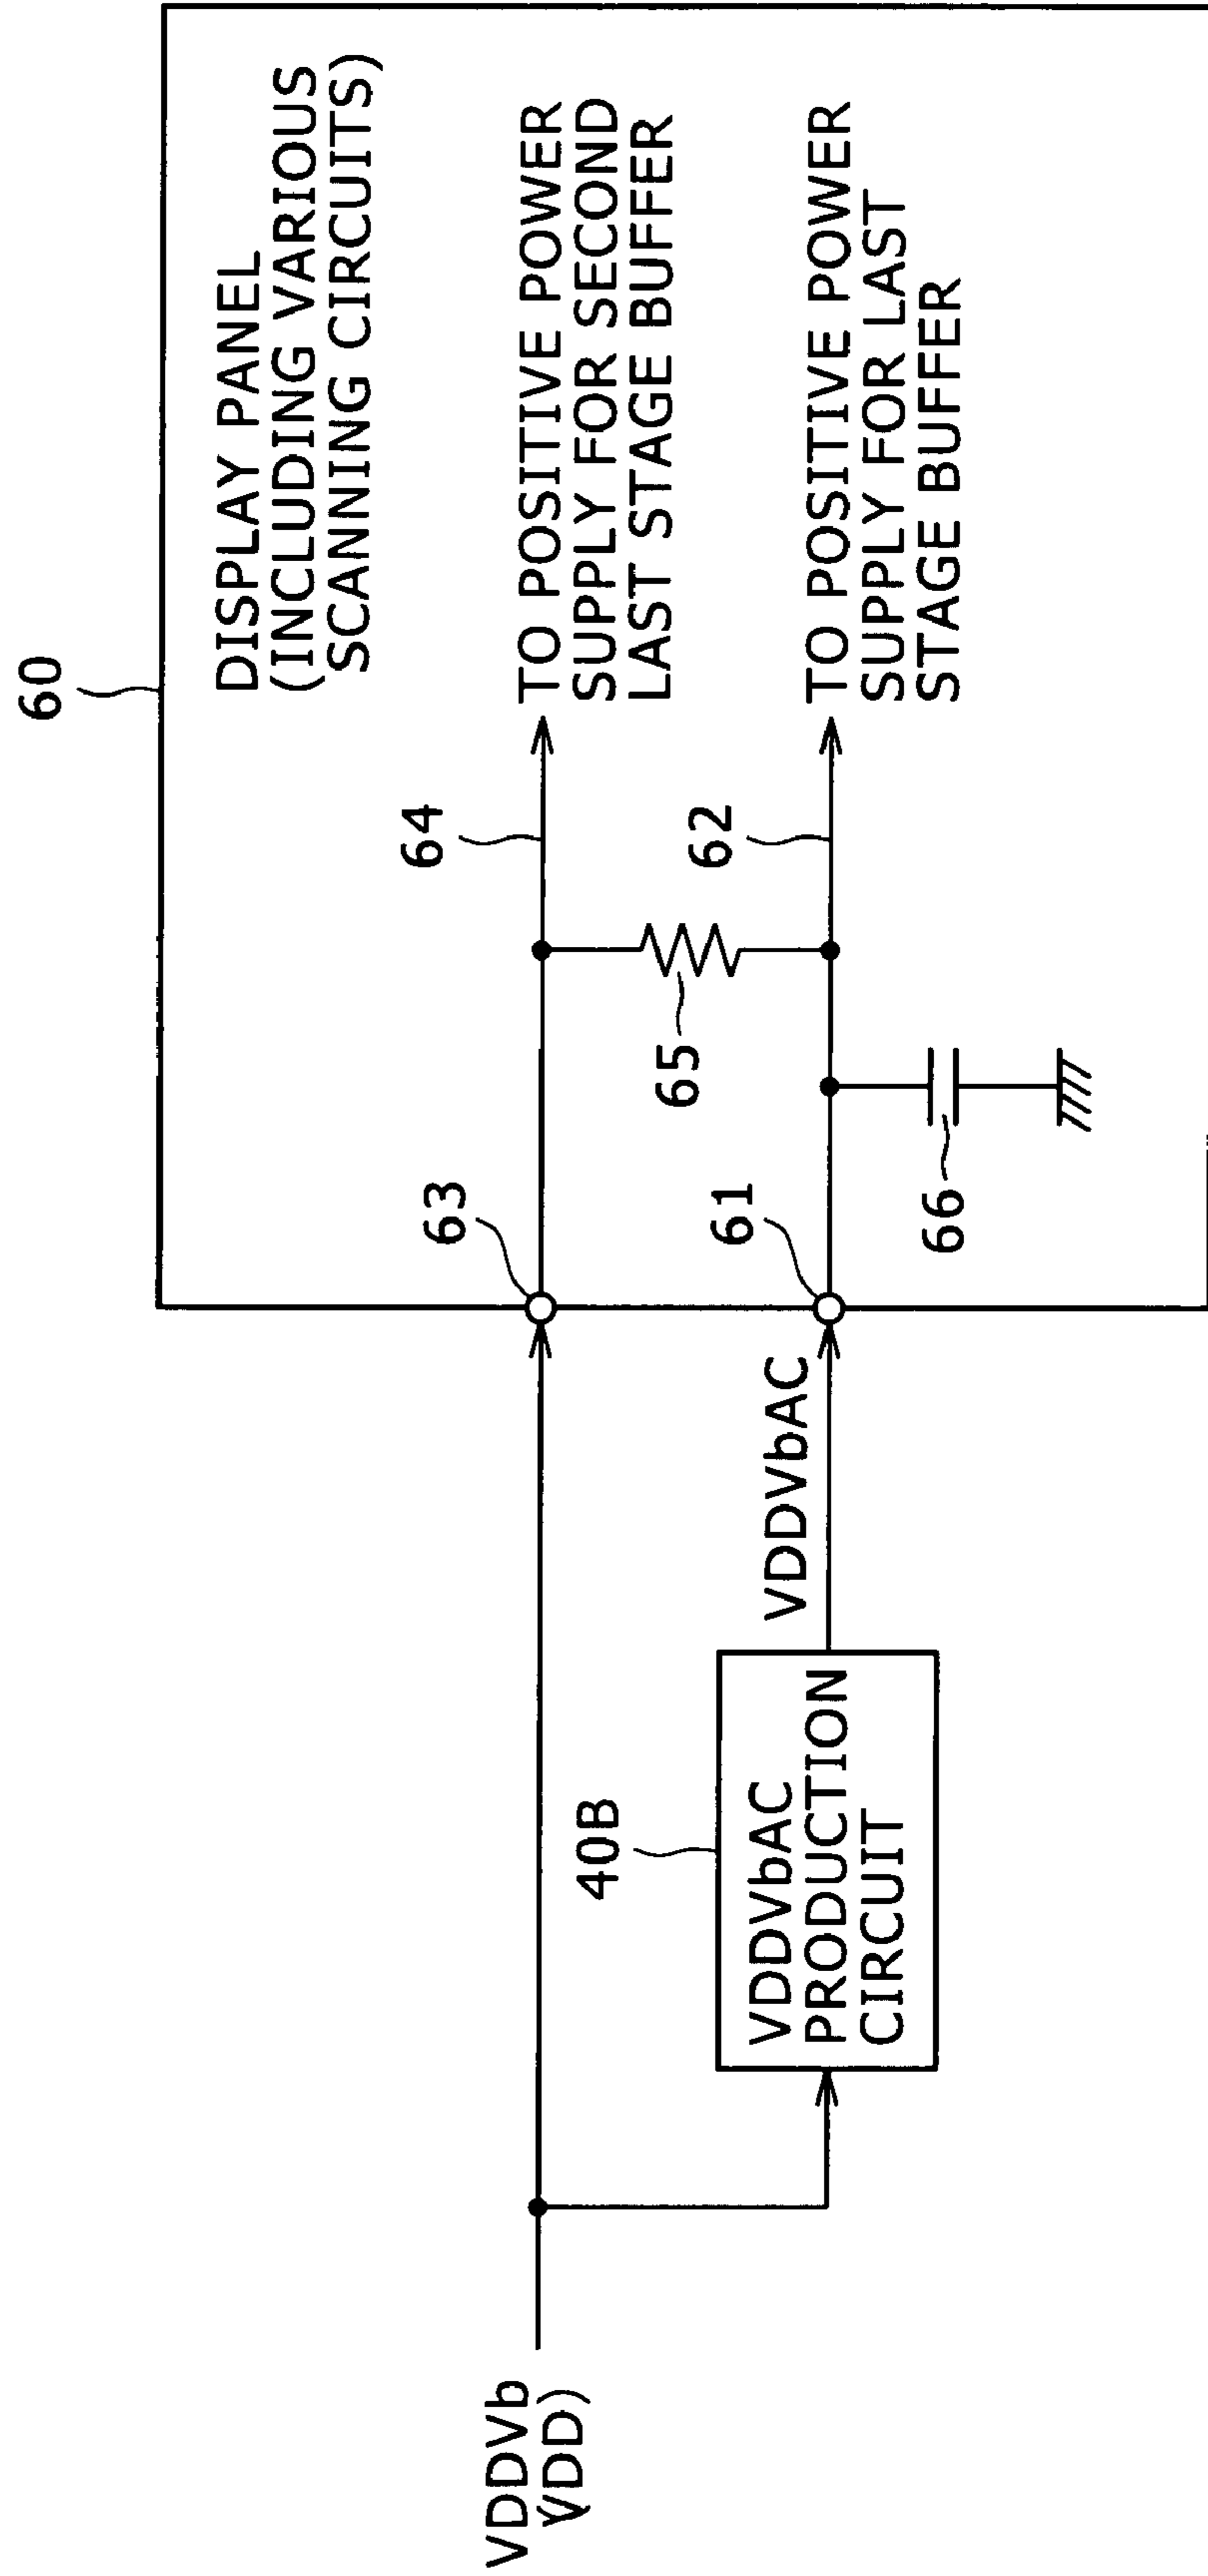 60
DISPLAY PANEL
(INCLUDING VARIOUS
SCANNING CIRCUITS)
64
TO POSITIVE POWER
SUPPLY FOR SECOND
LAST STAGE BUFFER
63
65
62
TO POSITIVE POWER
SUPPLY FOR LAST
STAGE BUFFER
61
66
VDDVb
(VDD)
40B
VDDVbAC
PRODUCTION
CIRCUIT
VDDVbAC